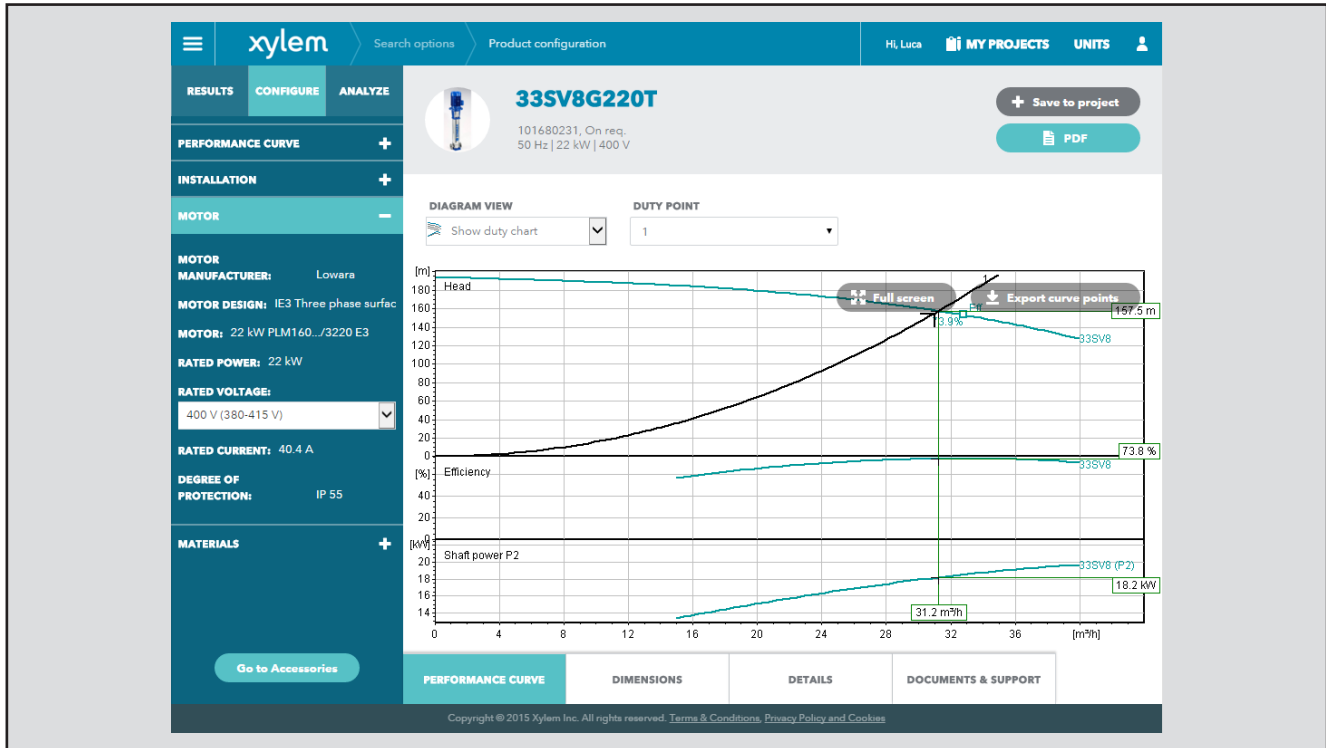 xylem
Search options
Product configuration
Hi, Luca
MY PROJECTS
UNITS
RESULTS
CONFIGURE
ANALYZE
PERFORMANCE CURVE
INSTALLATION
MOTOR
MOTOR
MANUFACTURER: Lowara
MOTOR DESIGN: IE3 Three phase surfac
MOTOR: 22 kW PLM160.../3220 E3
RATED POWER: 22 kW
RATED VOLTAGE:
400 V (380-415 V)
RATED CURRENT: 40.4 A
DEGREE OF
PROTECTION: IP 55
MATERIALS
Go to Accessories
33SV8G220T
101680231, On req.
50 Hz | 22 kW | 400 V
+ Save to project
PDF
DIAGRAM VIEW
Show duty chart
DUTY POINT
1
[m]
Head
180
160
140
120
100
80
60
40
20
0
1
Full screen
Export curve points
Eff
157.5 m
73.9%
33SV8
73.8 %
[%]
Efficiency
33SV8
40
20
0
[kW]
Shaft power P2
20
18
16
14
33SV8 (P2)
18.2 kW
31.2 m³/h
0 4 8 12 16 20 24 28 32 36 [m³/h]
PERFORMANCE CURVE
DIMENSIONS
DETAILS
DOCUMENTS & SUPPORT
Copyright © 2015 Xylem Inc. All rights reserved. Terms & Conditions, Privacy Policy and Cookies